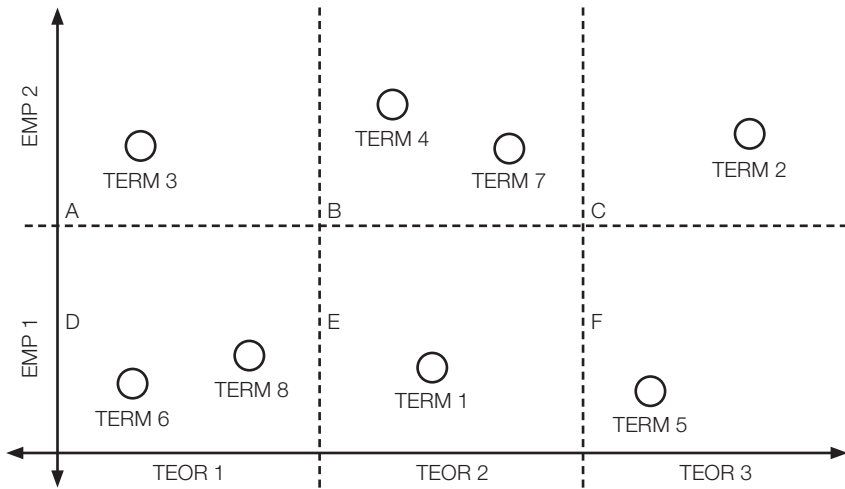 EMP 2
TERM 3
TERM 4
TERM 7
TERM 2
A
B
C
EMP 1
D
E
F
TERM 6
TERM 8
TERM 1
TERM 5
TEOR 1
TEOR 2
TEOR 3